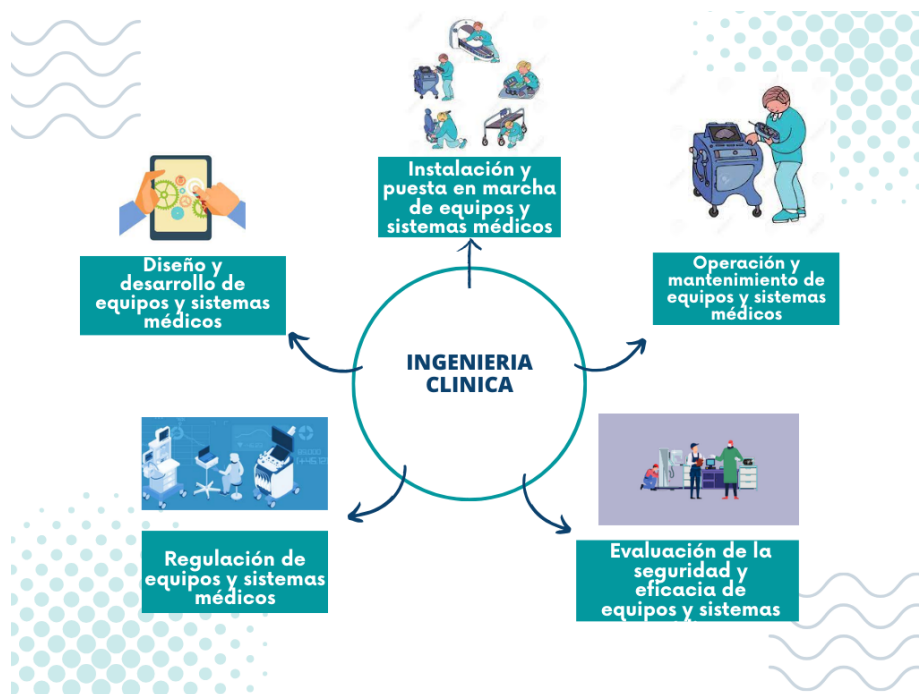 Instalación y
puesta en marcha
de equipos y
sistemas médicos
Diseño y
desarrollo de
equipos y sistemas
médicos
Operación y
mantenimiento de
equipos y sistemas
médicos
INGENIERIA
CLINICA
Regulación de
equipos y sistemas
médicos
Evaluación de la
seguridad y
eficacia de
equipos y sistemas